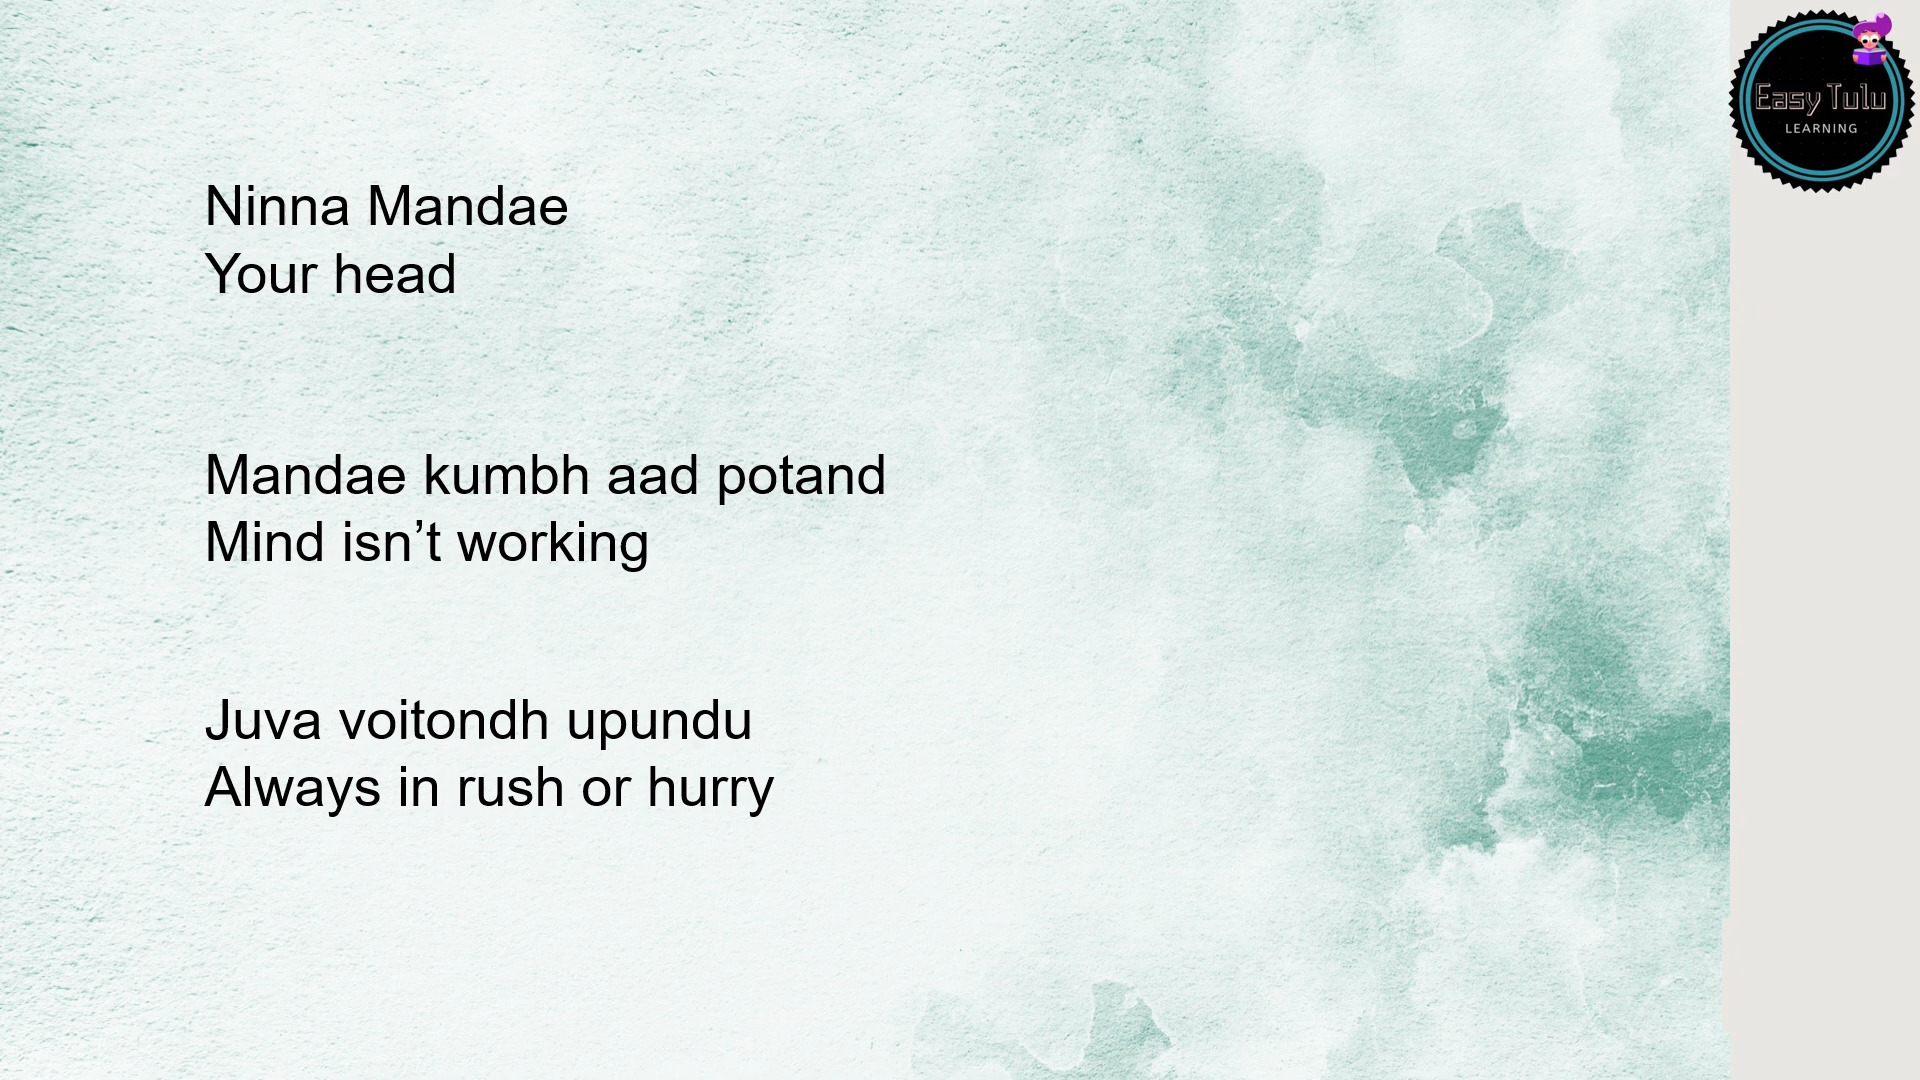 Easy Tulu
LEARNING
Ninna Mandae
Your head
Mandae kumbh aad potand
Mind isn’t working
Juva voitondh upundu
Always in rush or hurry